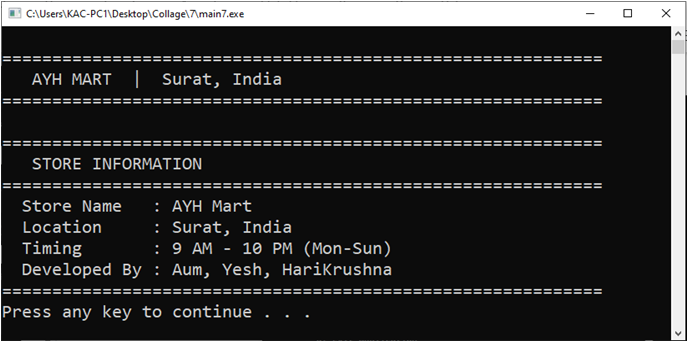 C:\Users\KAC-PC1\Desktop\Collage\7\main7.exe
============================================================
AYH MART | Surat, India
============================================================
============================================================
STORE INFORMATION
============================================================
Store Name : AYH Mart
Location : Surat, India
Timing : 9 AM - 10 PM (Mon-Sun)
Developed By : Aum, Yesh, HariKrushna
============================================================
Press any key to continue . . .